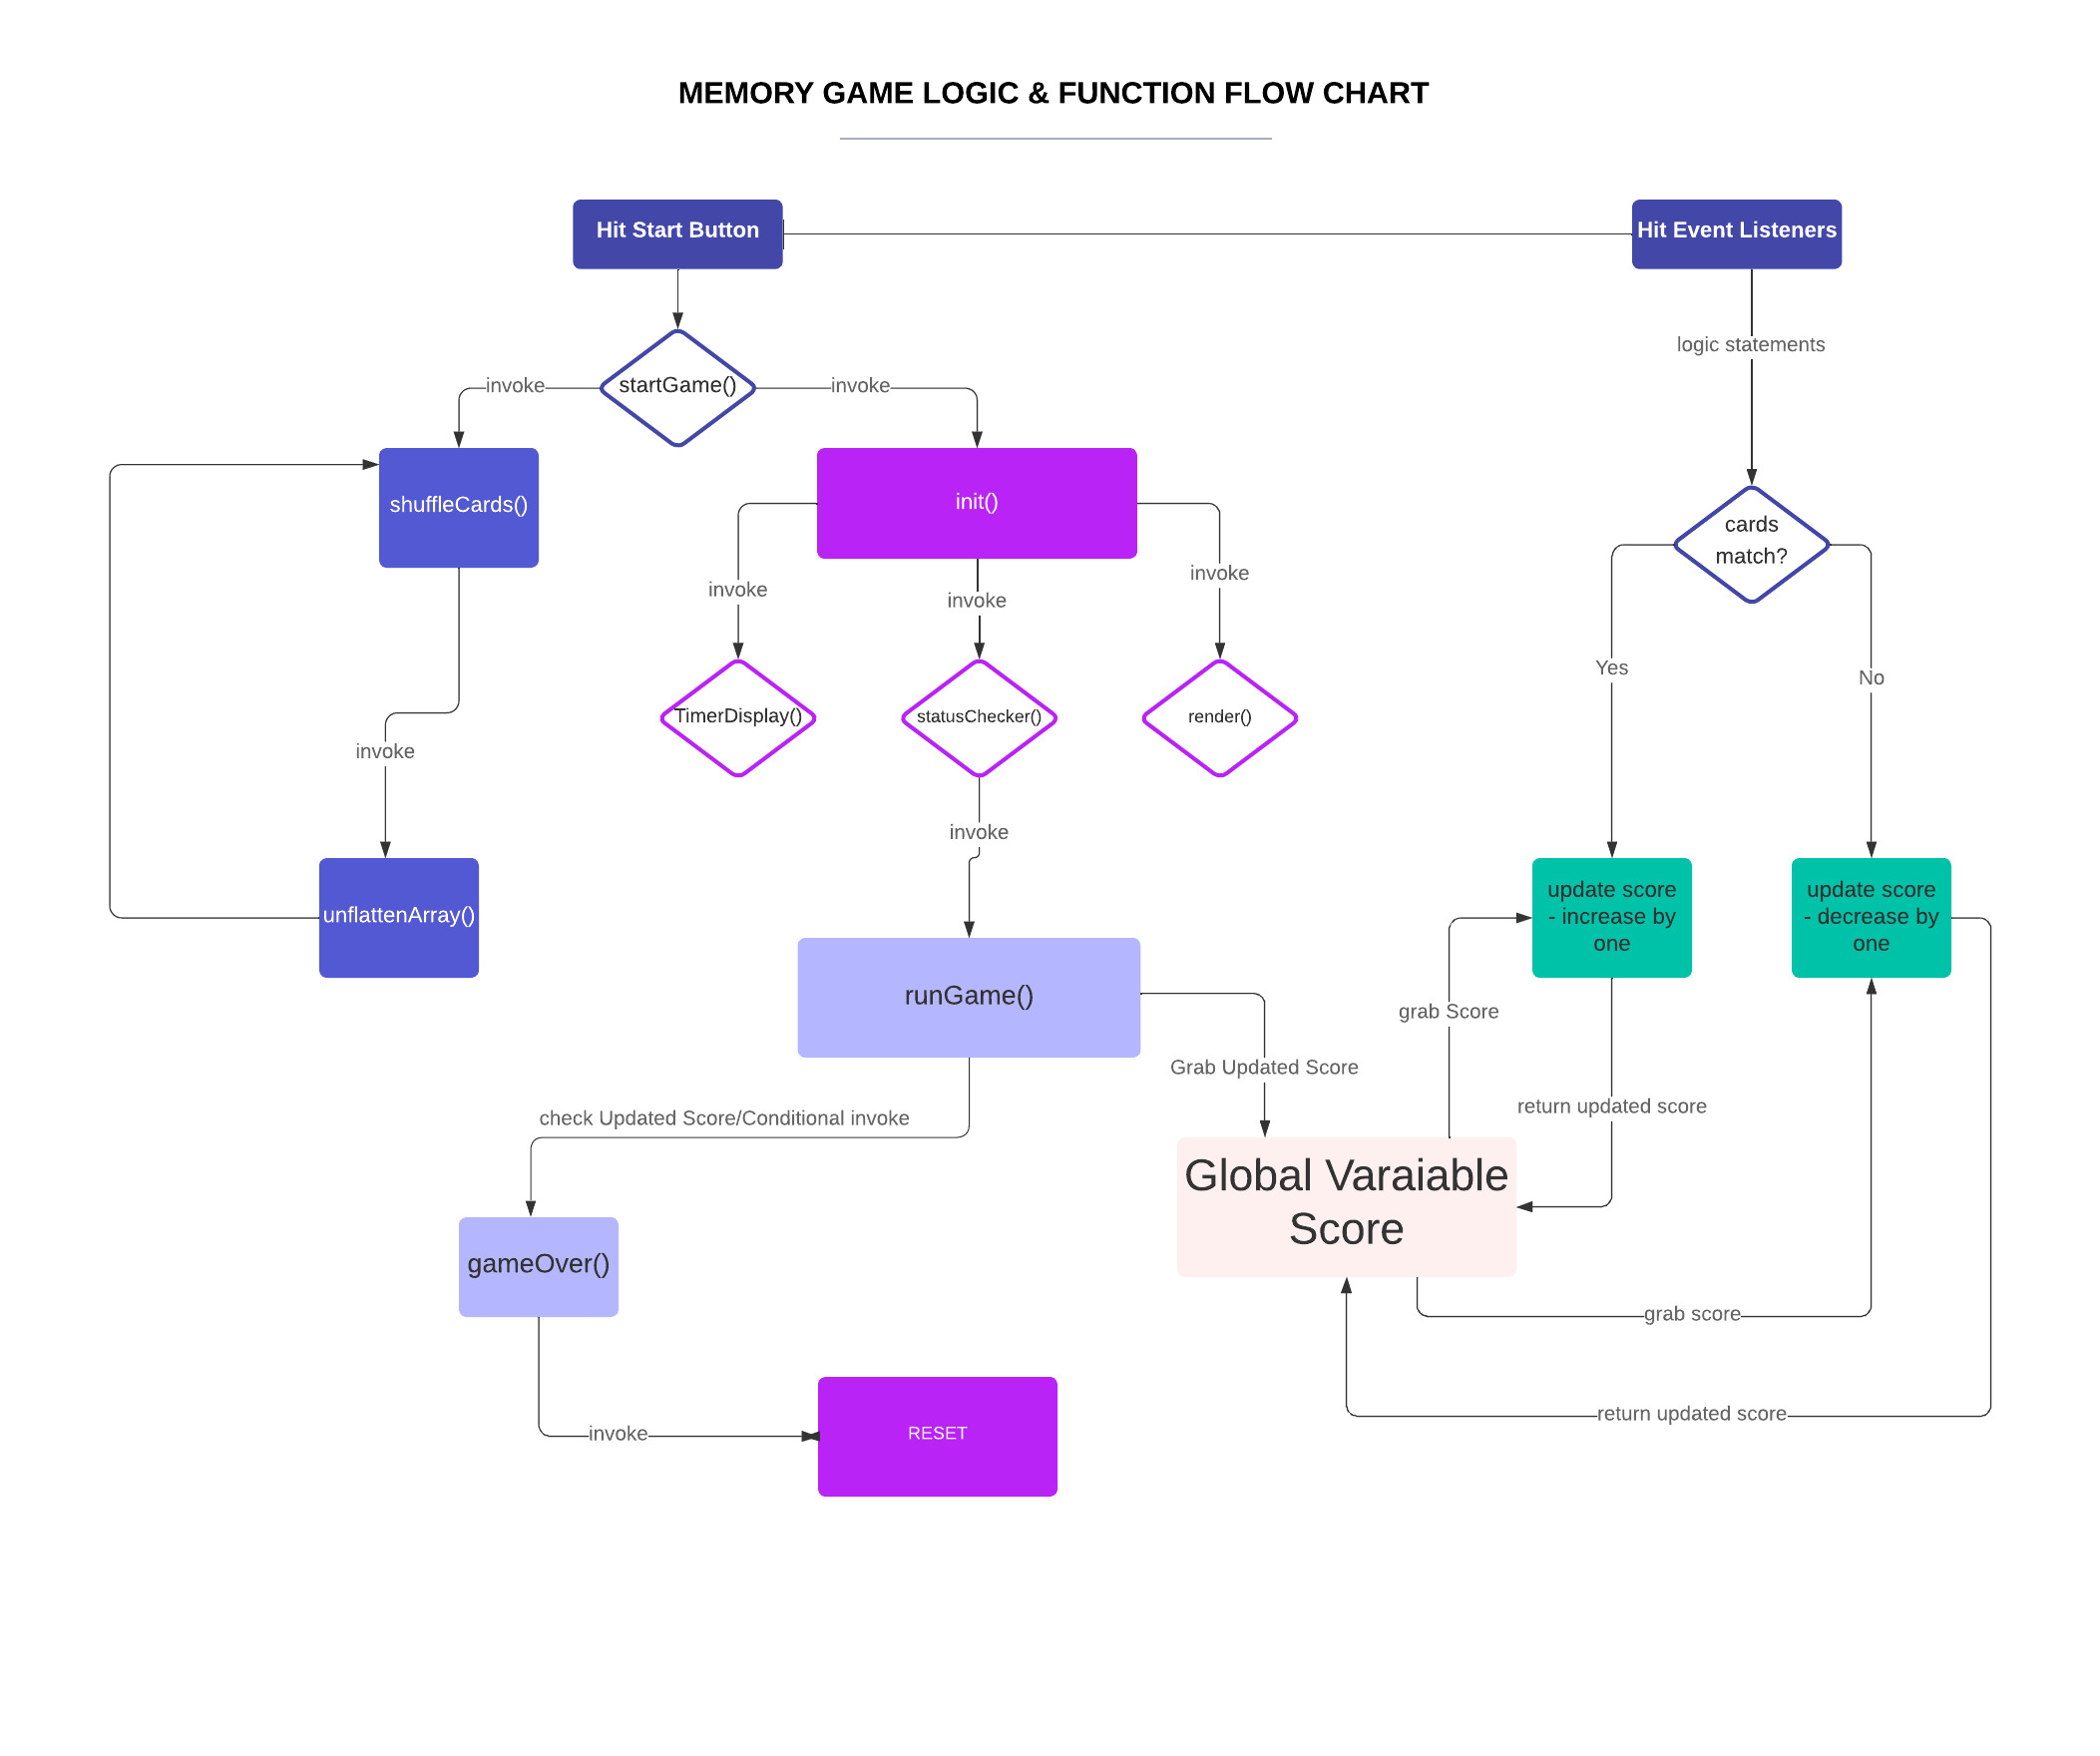 MEMORY GAME LOGIC & FUNCTION FLOW CHART
Hit Start Button
Hit Event Listeners
logic statements
startGame()
invoke
invoke
shuffleCards()
init()
cards
match?
invoke
invoke
invoke
Yes
No
TimerDisplay()
statusChecker()
render()
invoke
invoke
unflattenArray()
update score
- increase by
one
update score
- decrease by
one
runGame()
grab Score
Grab Updated Score
check Updated Score/Conditional invoke
return updated score
Global Varaiable
Score
gameOver()
grab score
return updated score
invoke
RESET